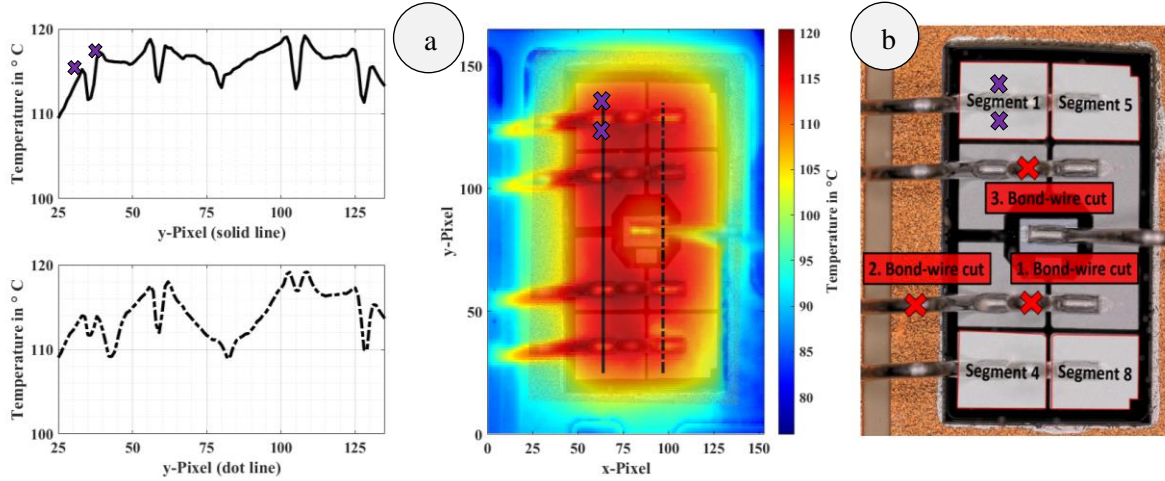 120
110
100
Temperature in ° C
25
50
75
100
125
y-Pixel (solid line)
120
110
100
Temperature in ° C
25
50
75
100
125
y-Pixel (dot line)
a
150
100
50
0
y-Pixel
0
25
50
75
100
125
150
x-Pixel
120
115
110
105
100
95
90
85
80
Temperature in °C
b
Segment 1
Segment 5
3. Bond-wire cut
2. Bond-wire cut
1. Bond-wire cut
Segment 4
Segment 8